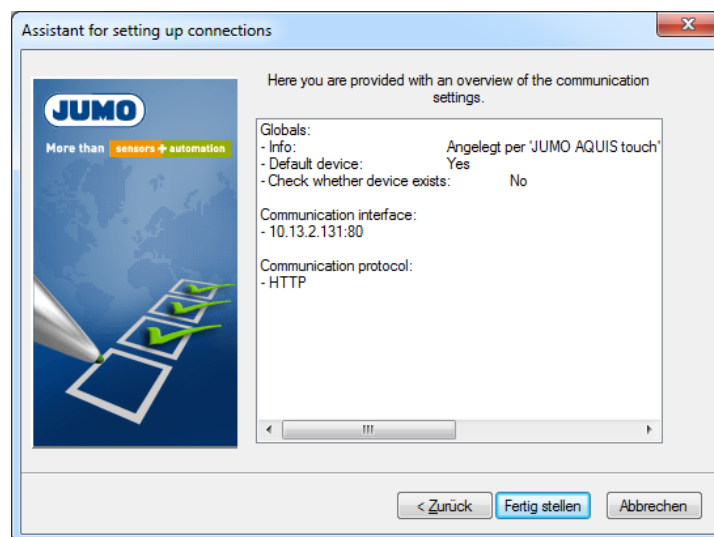 Assistant for setting up connections
JUMO
More than sensors + automation
Here you are provided with an overview of the communication
settings.
Globals:
- Info: Angelegt per 'JUMO AQUIS touch'
- Default device: Yes
- Check whether device exists: No
Communication interface:
- 10.13.2.131:80
Communication protocol:
- HTTP
< Zurück Fertig stellen Abbrechen